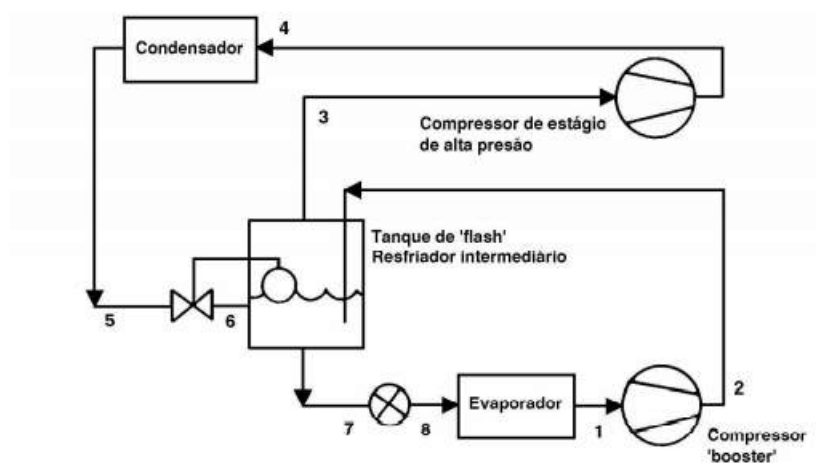 4
Condensador
3
Compressor de estágio
de alta presão
Tanque de 'flash'
Resfriador intermediário
5
6
2
Evaporador
7
8
1
Compressor
'booster'